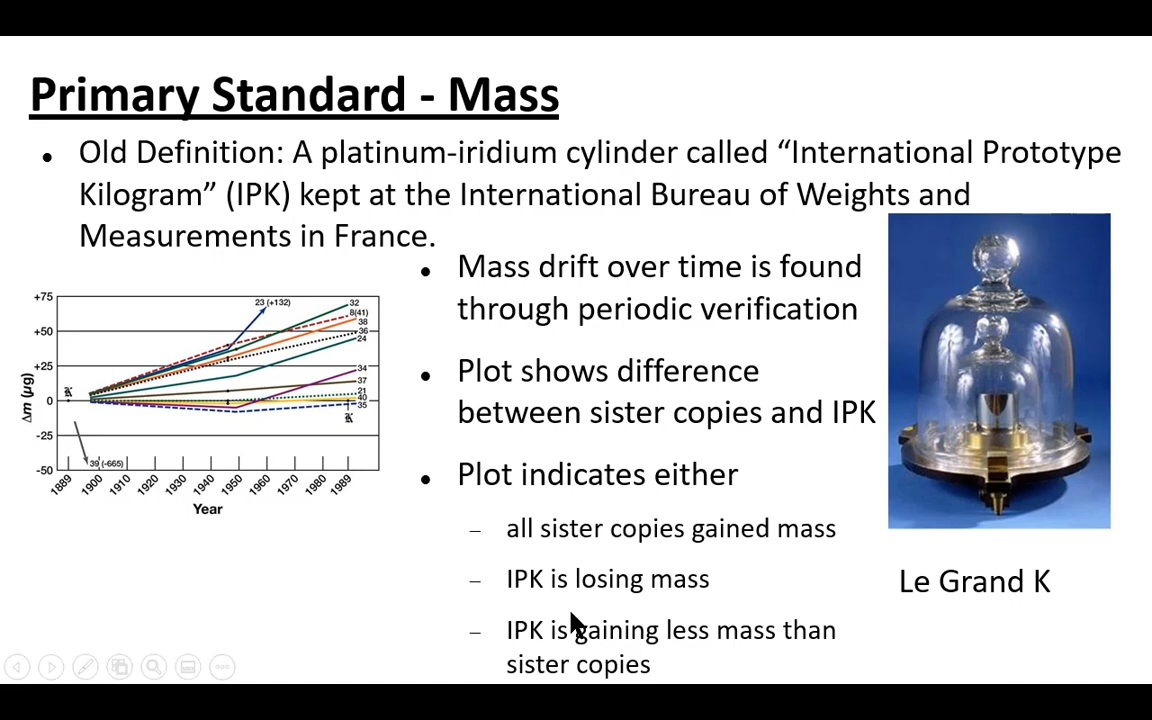 Primary Standard - Mass
• Old Definition: A platinum-iridium cylinder called “International Prototype
Kilogram” (IPK) kept at the International Bureau of Weights and
Measurements in France.
• Mass drift over time is found
through periodic verification
• Plot shows difference
between sister copies and IPK
• Plot indicates either
– all sister copies gained mass
– IPK is losing mass
– IPK is gaining less mass than
sister copies
+75
+50
+25
0
-25
-50
Δm (µg)
23 (+132)
32
8(41)
38
36
24
34
37
21
40
35
39 (-665)
1889
1900
1910
1920
1930
1940
1950
1960
1970
1980
1989
Year
Le Grand K